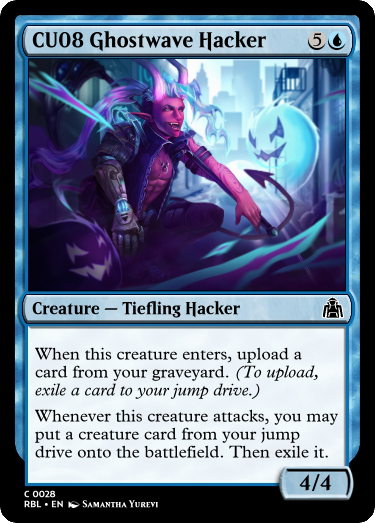 CU08 Ghostwave Hacker 5
Creature — Tiefling Hacker
When this creature enters, upload a
card from your graveyard. (To upload,
exile a card to your jump drive.)
Whenever this creature attacks, you may
put a creature card from your jump
drive onto the battlefield. Then exile it.
4/4
C 0028
RBL • EN Samantha Yurevi